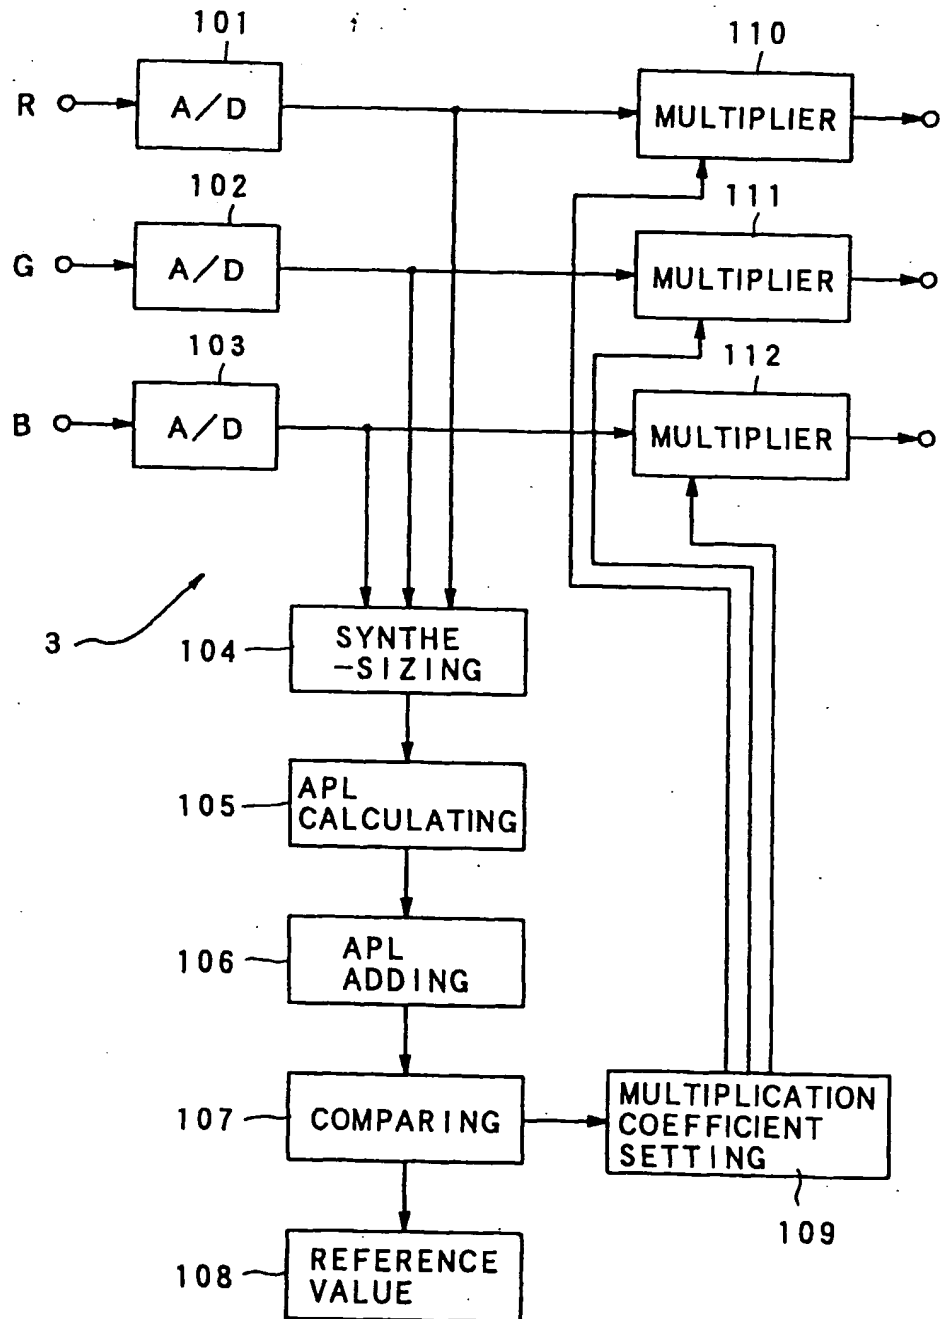 101
110
R
A/D
MULTIPLIER
102
111
G
A/D
MULTIPLIER
103
112
B
A/D
MULTIPLIER
3
104
SYNTHE
-SIZING
105
APL
CALCULATING
106
APL
ADDING
107
COMPARING
MULTIPLICATION
COEFFICIENT
SETTING
109
108
REFERENCE
VALUE